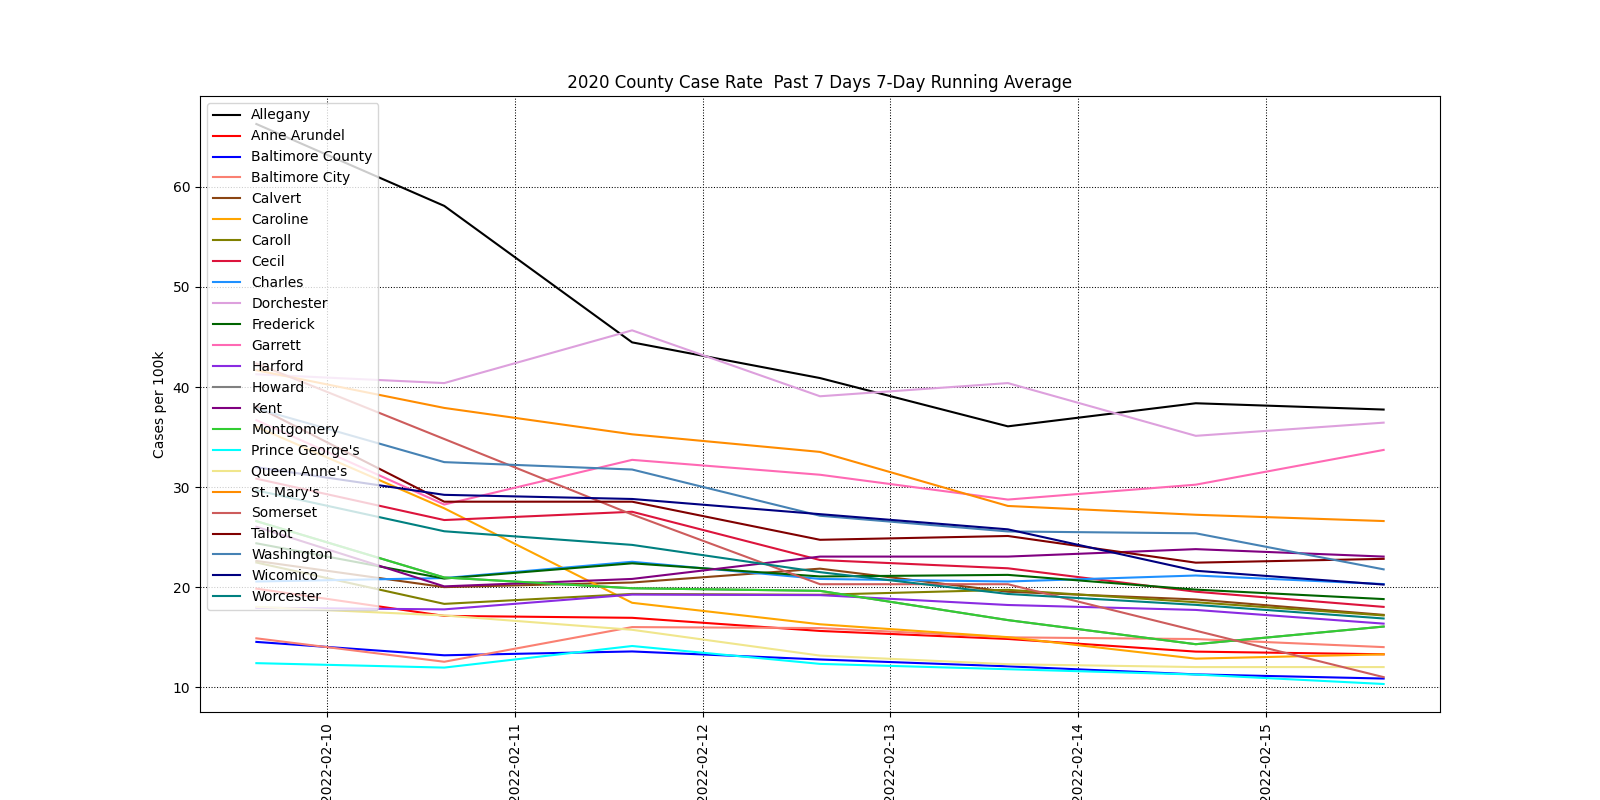 2020 County Case Rate  Past 7 Days 7-Day Running Average
Allegany
Anne Arundel
Baltimore County
Baltimore City
Calvert
Caroline
Caroll
Cecil
Charles
Dorchester
Frederick
Garrett
Harford
Howard
Kent
Montgomery
Prince George's
Queen Anne's
St. Mary's
Somerset
Talbot
Washington
Wicomico
Worcester
Cases per 100k
60
50
40
30
20
10
2022-02-10
2022-02-11
2022-02-12
2022-02-13
2022-02-14
2022-02-15